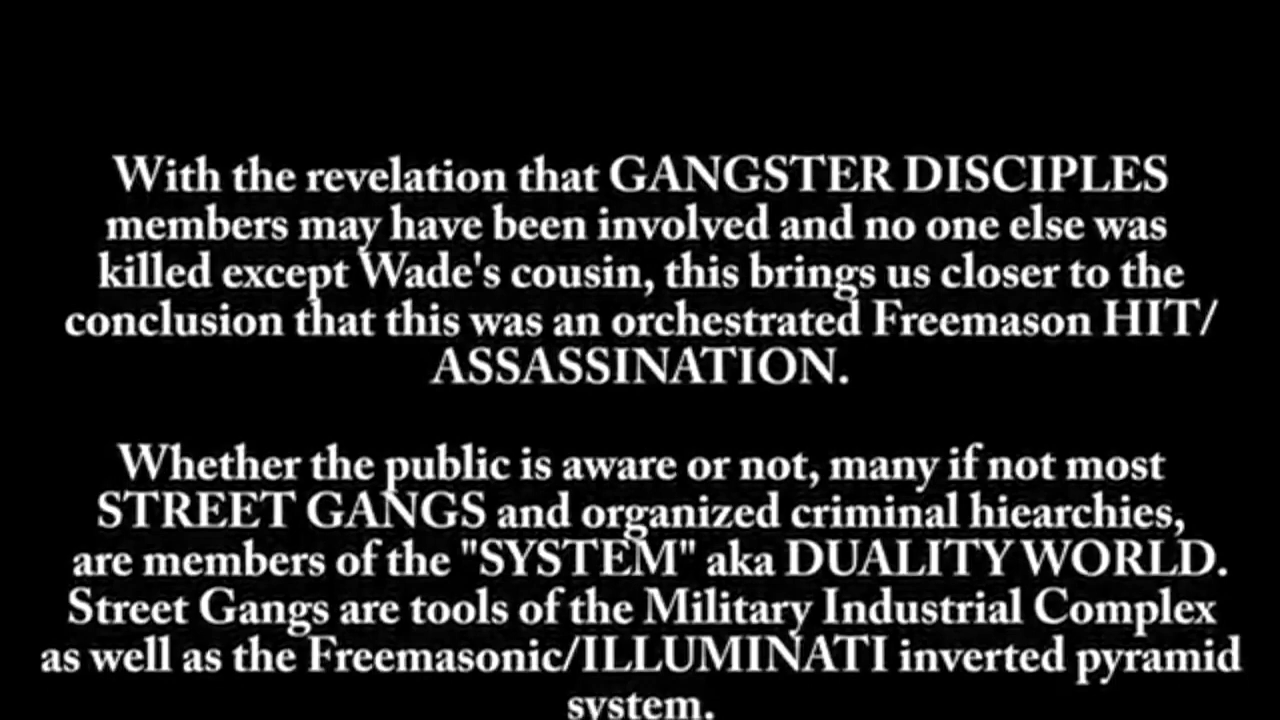 With the revelation that GANGSTER DISCIPLES
members may have been involved and no one else was
killed except Wade's cousin, this brings us closer to the
conclusion that this was an orchestrated Freemason HIT/
ASSASSINATION.
Whether the public is aware or not, many if not most
STREET GANGS and organized criminal hiearchies,
are members of the "SYSTEM" aka DUALITY WORLD.
Street Gangs are tools of the Military Industrial Complex
as well as the Freemasonic/ILLUMINATI inverted pyramid
system.